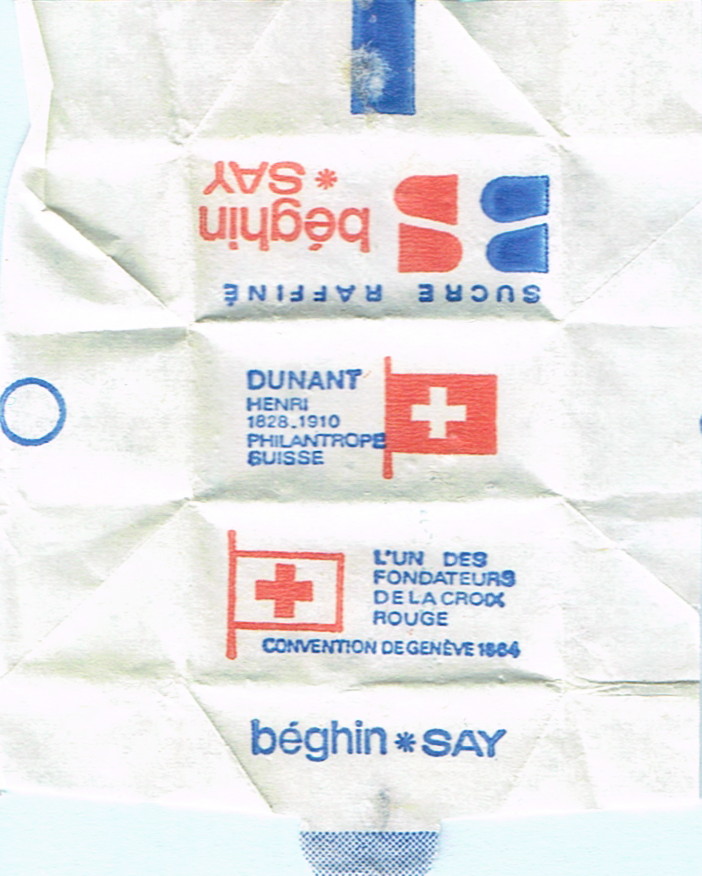 béghin
* SAY
SUCRE RAFFINÉ
DUNANT
HENRI
1828.1910
PHILANTROPE
SUISSE
L'UN DES
FONDATEURS
DE LA CROIX
ROUGE
CONVENTION DE GENÈVE 1864
béghin * SAY